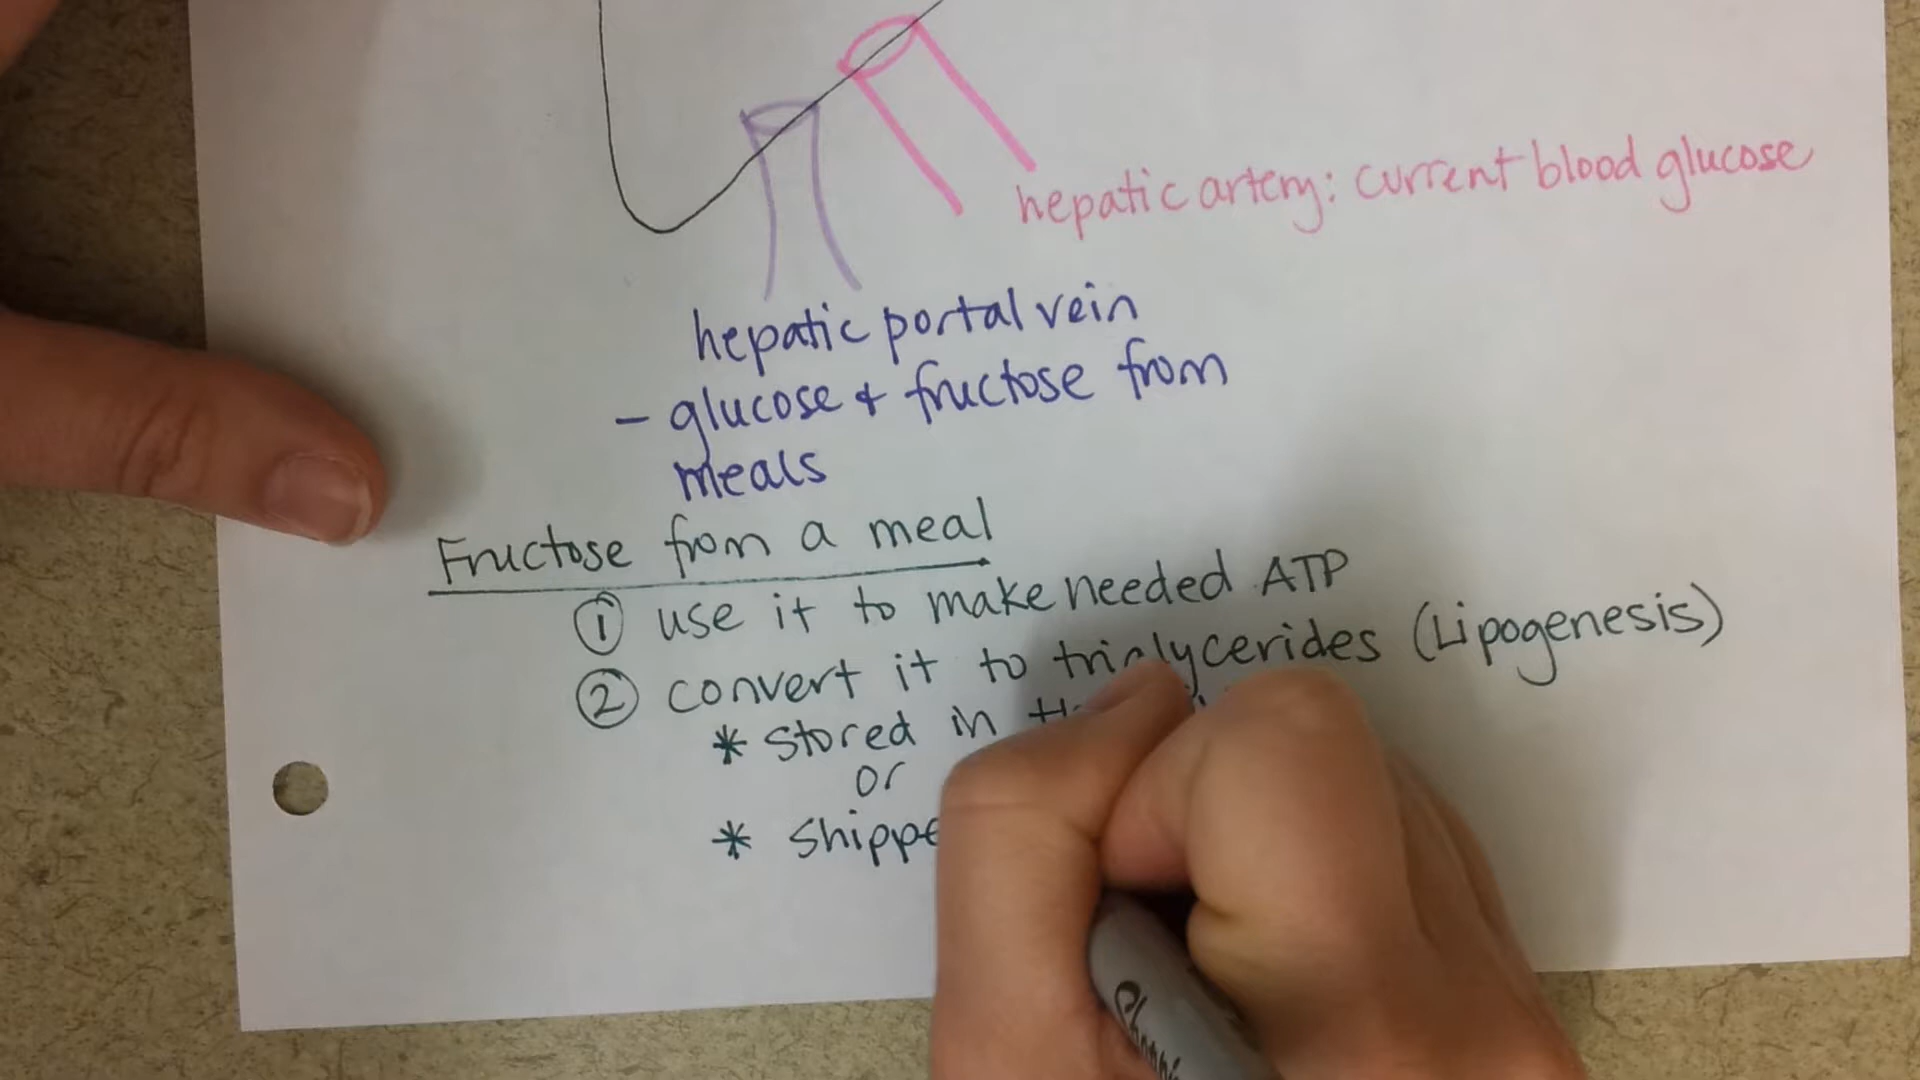 hepatic artery: current blood glucose
hepatic portal vein
- glucose + fructose from
meals
Fructose from a meal
① use it to make needed ATP
② convert it to triglycerides (Lipogenesis)
* stored in
or
*